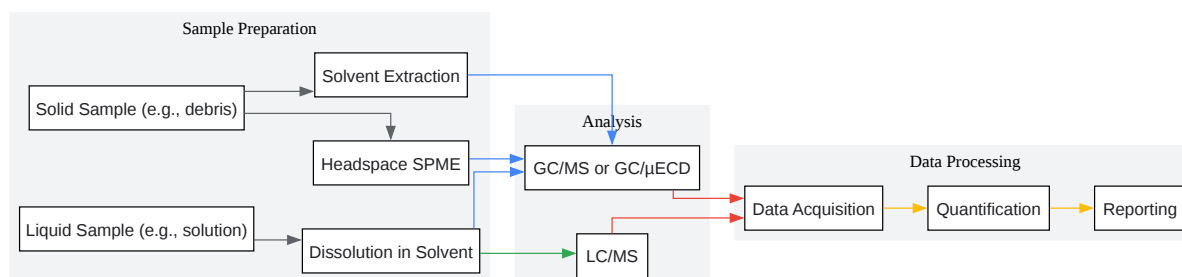 Sample Preparation
Solvent Extraction
Solid Sample (e.g., debris)
Headspace SPME
Liquid Sample (e.g., solution)
Dissolution in Solvent
Analysis
GC/MS or GC/µECD
LC/MS
Data Processing
Data Acquisition
Quantification
Reporting